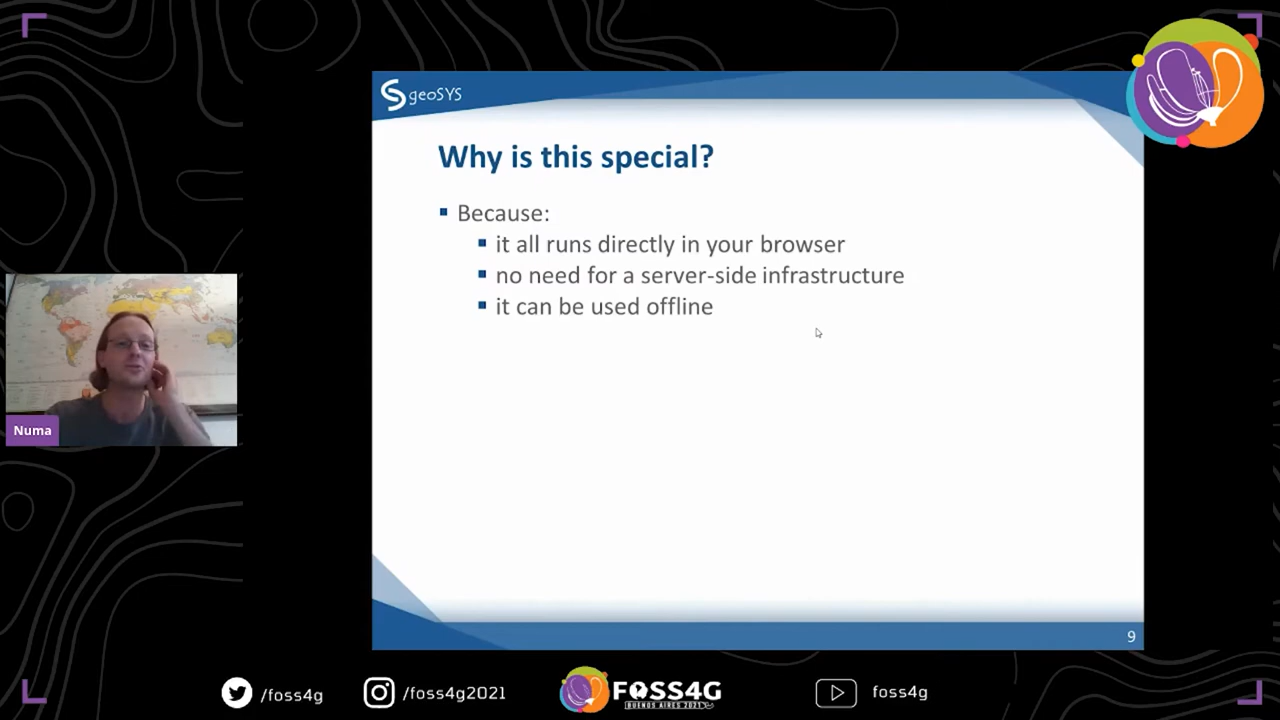 geoSYS
Why is this special?
Because:
it all runs directly in your browser
no need for a server-side infrastructure
it can be used offline
Numa
9
/foss4g
/foss4g2021
FOSS4G
BUENOS AIRES 2021
foss4g